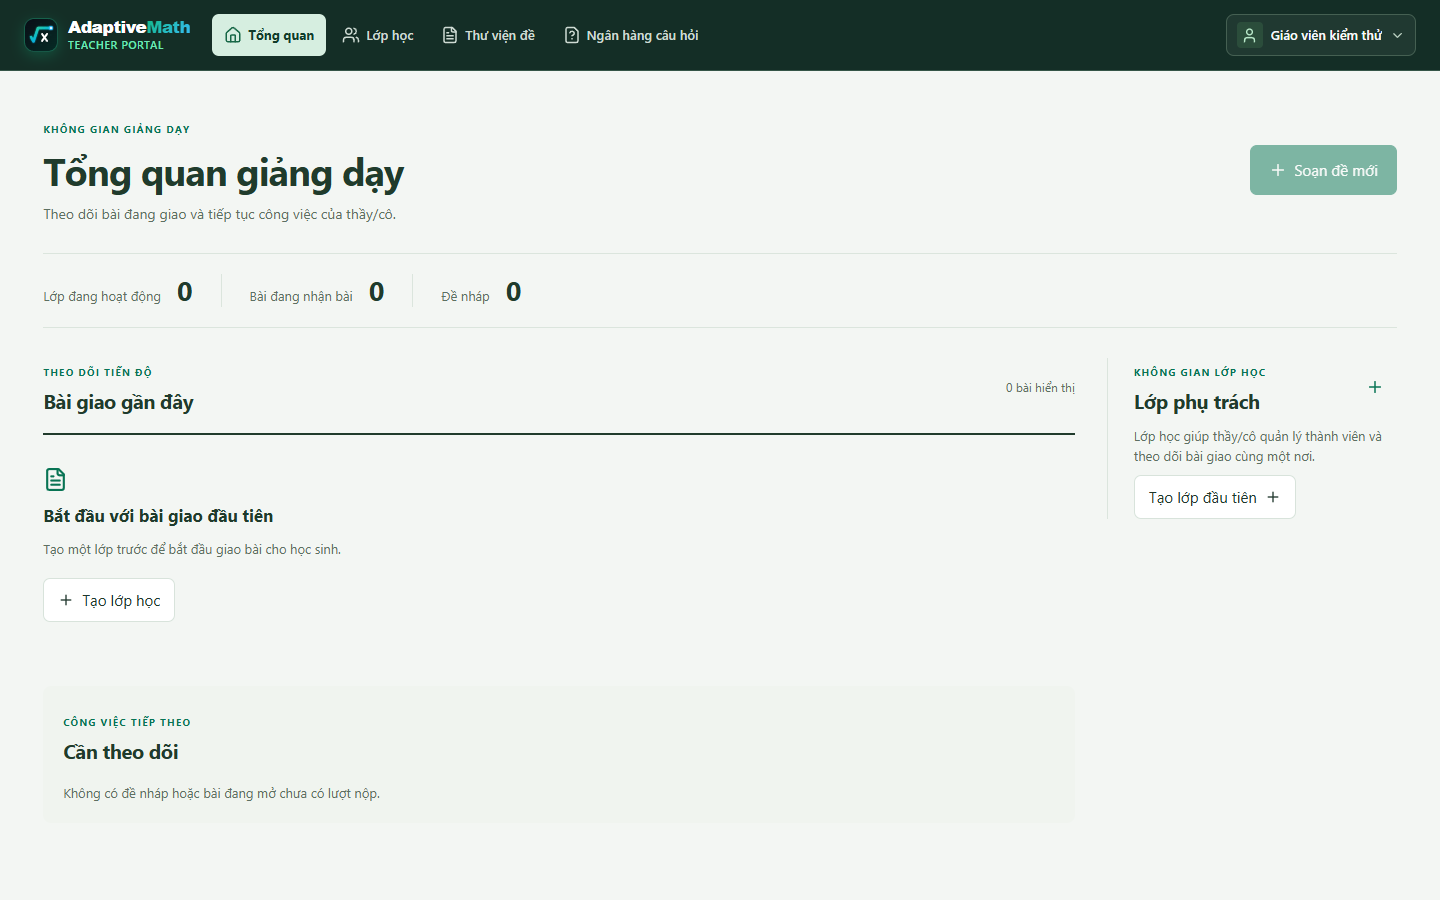 AdaptiveMath
TEACHER PORTAL
Tổng quan
Lớp học
Thư viện đề
Ngân hàng câu hỏi
Giáo viên kiểm thử
KHÔNG GIAN GIẢNG DẠY
Tổng quan giảng dạy
Theo dõi bài đang giao và tiếp tục công việc của thầy/cô.
+ Soạn đề mới
Lớp đang hoạt động 0
Bài đang nhận bài 0
Đề nháp 0
THEO DÕI TIẾN ĐỘ
Bài giao gần đây
0 bài hiển thị
Bắt đầu với bài giao đầu tiên
Tạo một lớp trước để bắt đầu giao bài cho học sinh.
+ Tạo lớp học
KHÔNG GIAN LỚP HỌC
Lớp phụ trách
+
Lớp học giúp thầy/cô quản lý thành viên và
theo dõi bài giao cùng một nơi.
Tạo lớp đầu tiên +
CÔNG VIỆC TIẾP THEO
Cần theo dõi
Không có đề nháp hoặc bài đang mở chưa có lượt nộp.